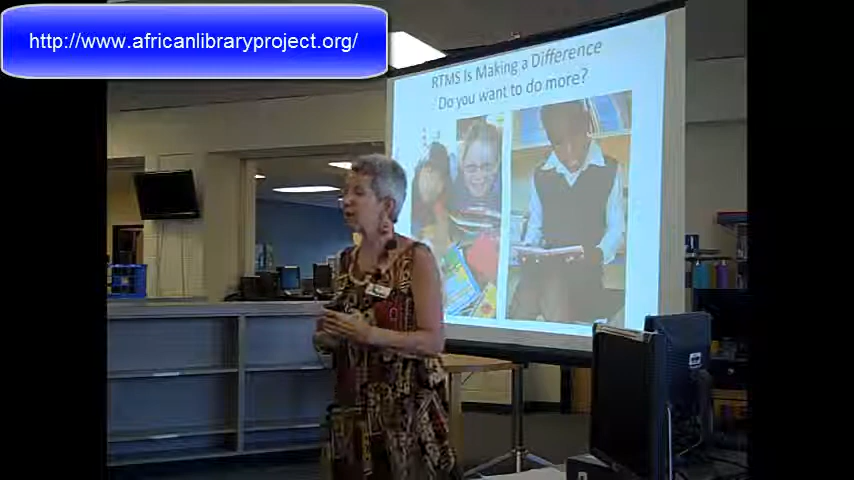 http://www.africanlibraryproject.org/
RTMS Is Making a Difference
Do you want to do more?